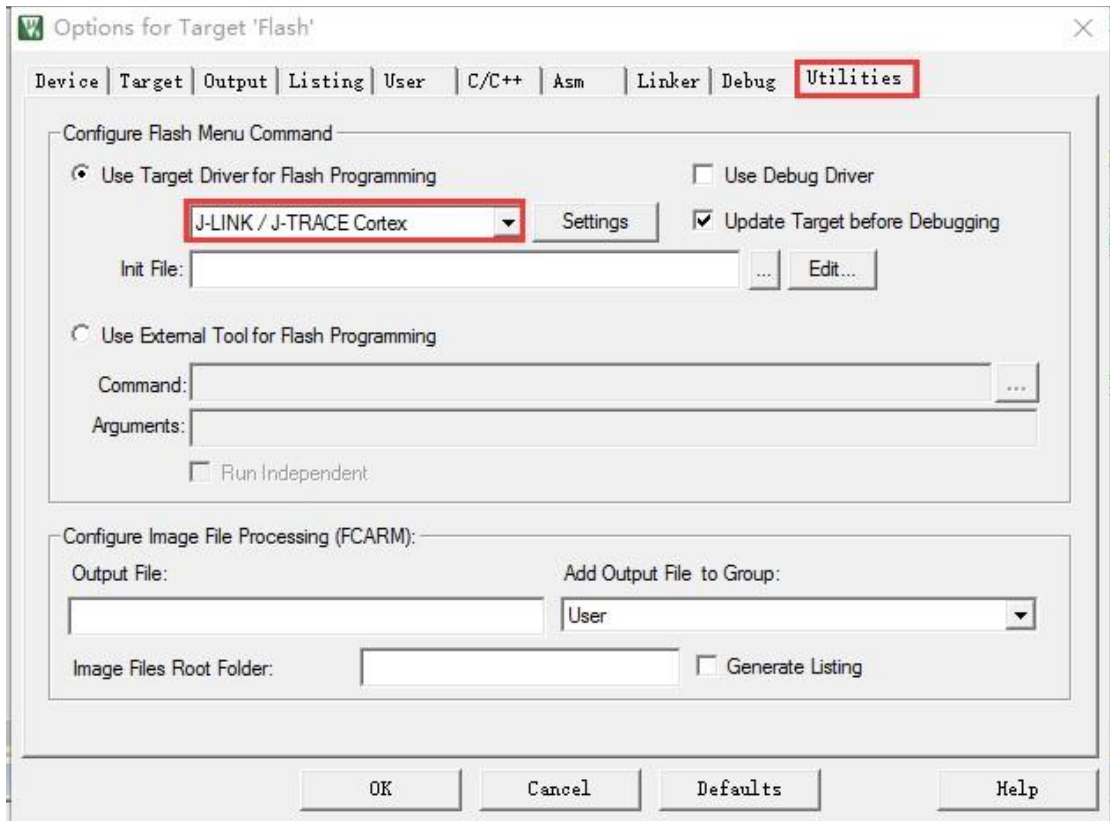 Options for Target 'Flash'
Device Target Output Listing User C/C++ Asm Linker Debug Utilities
Configure Flash Menu Command
Use Target Driver for Flash Programming Use Debug Driver
J-LINK / J-TRACE Cortex Settings Update Target before Debugging
Init File: ... Edit...
Use External Tool for Flash Programming
Command: ...
Arguments:
Run Independent
Configure Image File Processing (FCARM):
Output File: Add Output File to Group:
User
Image Files Root Folder: Generate Listing
OK Cancel Defaults Help